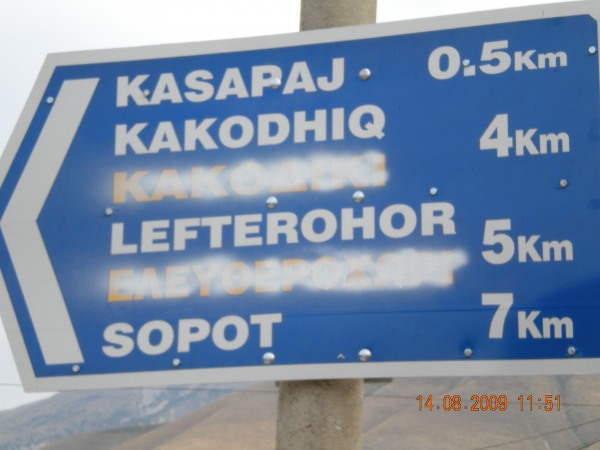 KASAPAJ 0.5Km
KAKODHIQ 4Km
LEFTEROHOR 5Km
SOPOT 7Km
14.08.2009 11:51